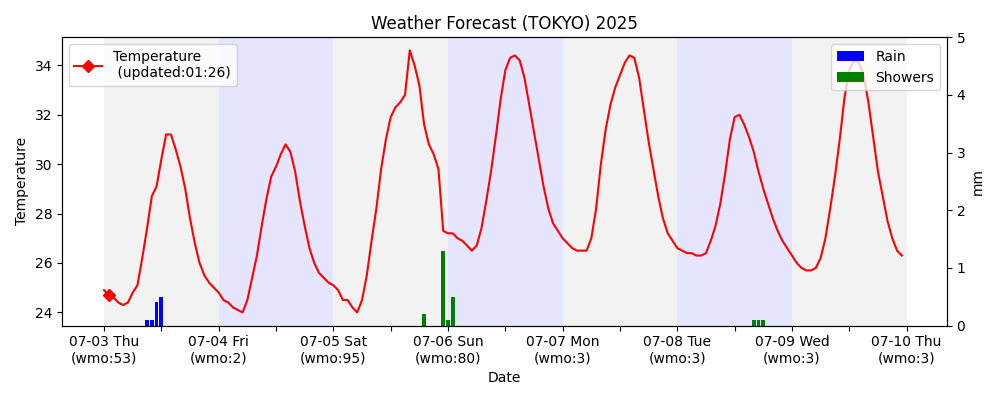 Weather Forecast (TOKYO) 2025
Temperature
(updated:01:26)
Rain
Showers
Temperature
34
32
30
28
26
24
5
4
3
2
1
0
mm
07-03 Thu
(wmo:53)
07-04 Fri
(wmo:2)
07-05 Sat
(wmo:95)
07-06 Sun
(wmo:80)
07-07 Mon
(wmo:3)
07-08 Tue
(wmo:3)
07-09 Wed
(wmo:3)
07-10 Thu
(wmo:3)
Date